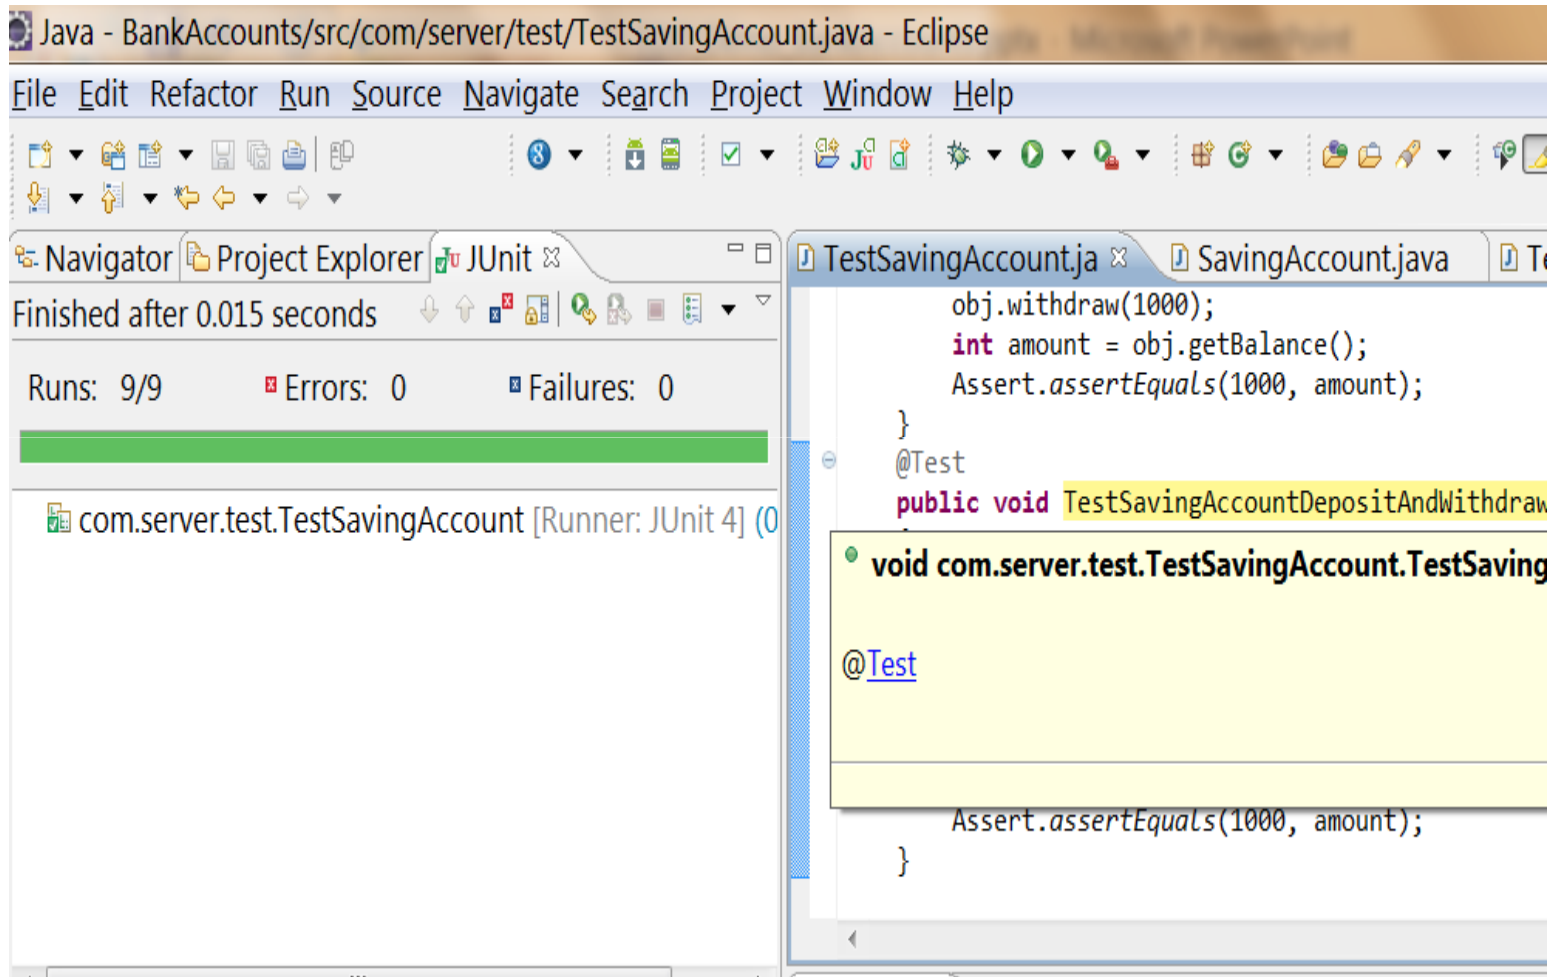 Java - BankAccounts/src/com/server/test/TestSavingAccount.java - Eclipse
File Edit Refactor Run Source Navigate Search Project Window Help
Navigator Project Explorer JUnit
Finished after 0.015 seconds
Runs: 9/9 Errors: 0 Failures: 0
com.server.test.TestSavingAccount [Runner: JUnit 4] (0
TestSavingAccount.ja SavingAccount.java Te
obj.withdraw(1000);
int amount = obj.getBalance();
Assert.assertEquals(1000, amount);
}
@Test
public void TestSavingAccountDepositAndWithdraw
void com.server.test.TestSavingAccount.TestSaving
@Test
Assert.assertEquals(1000, amount);
}